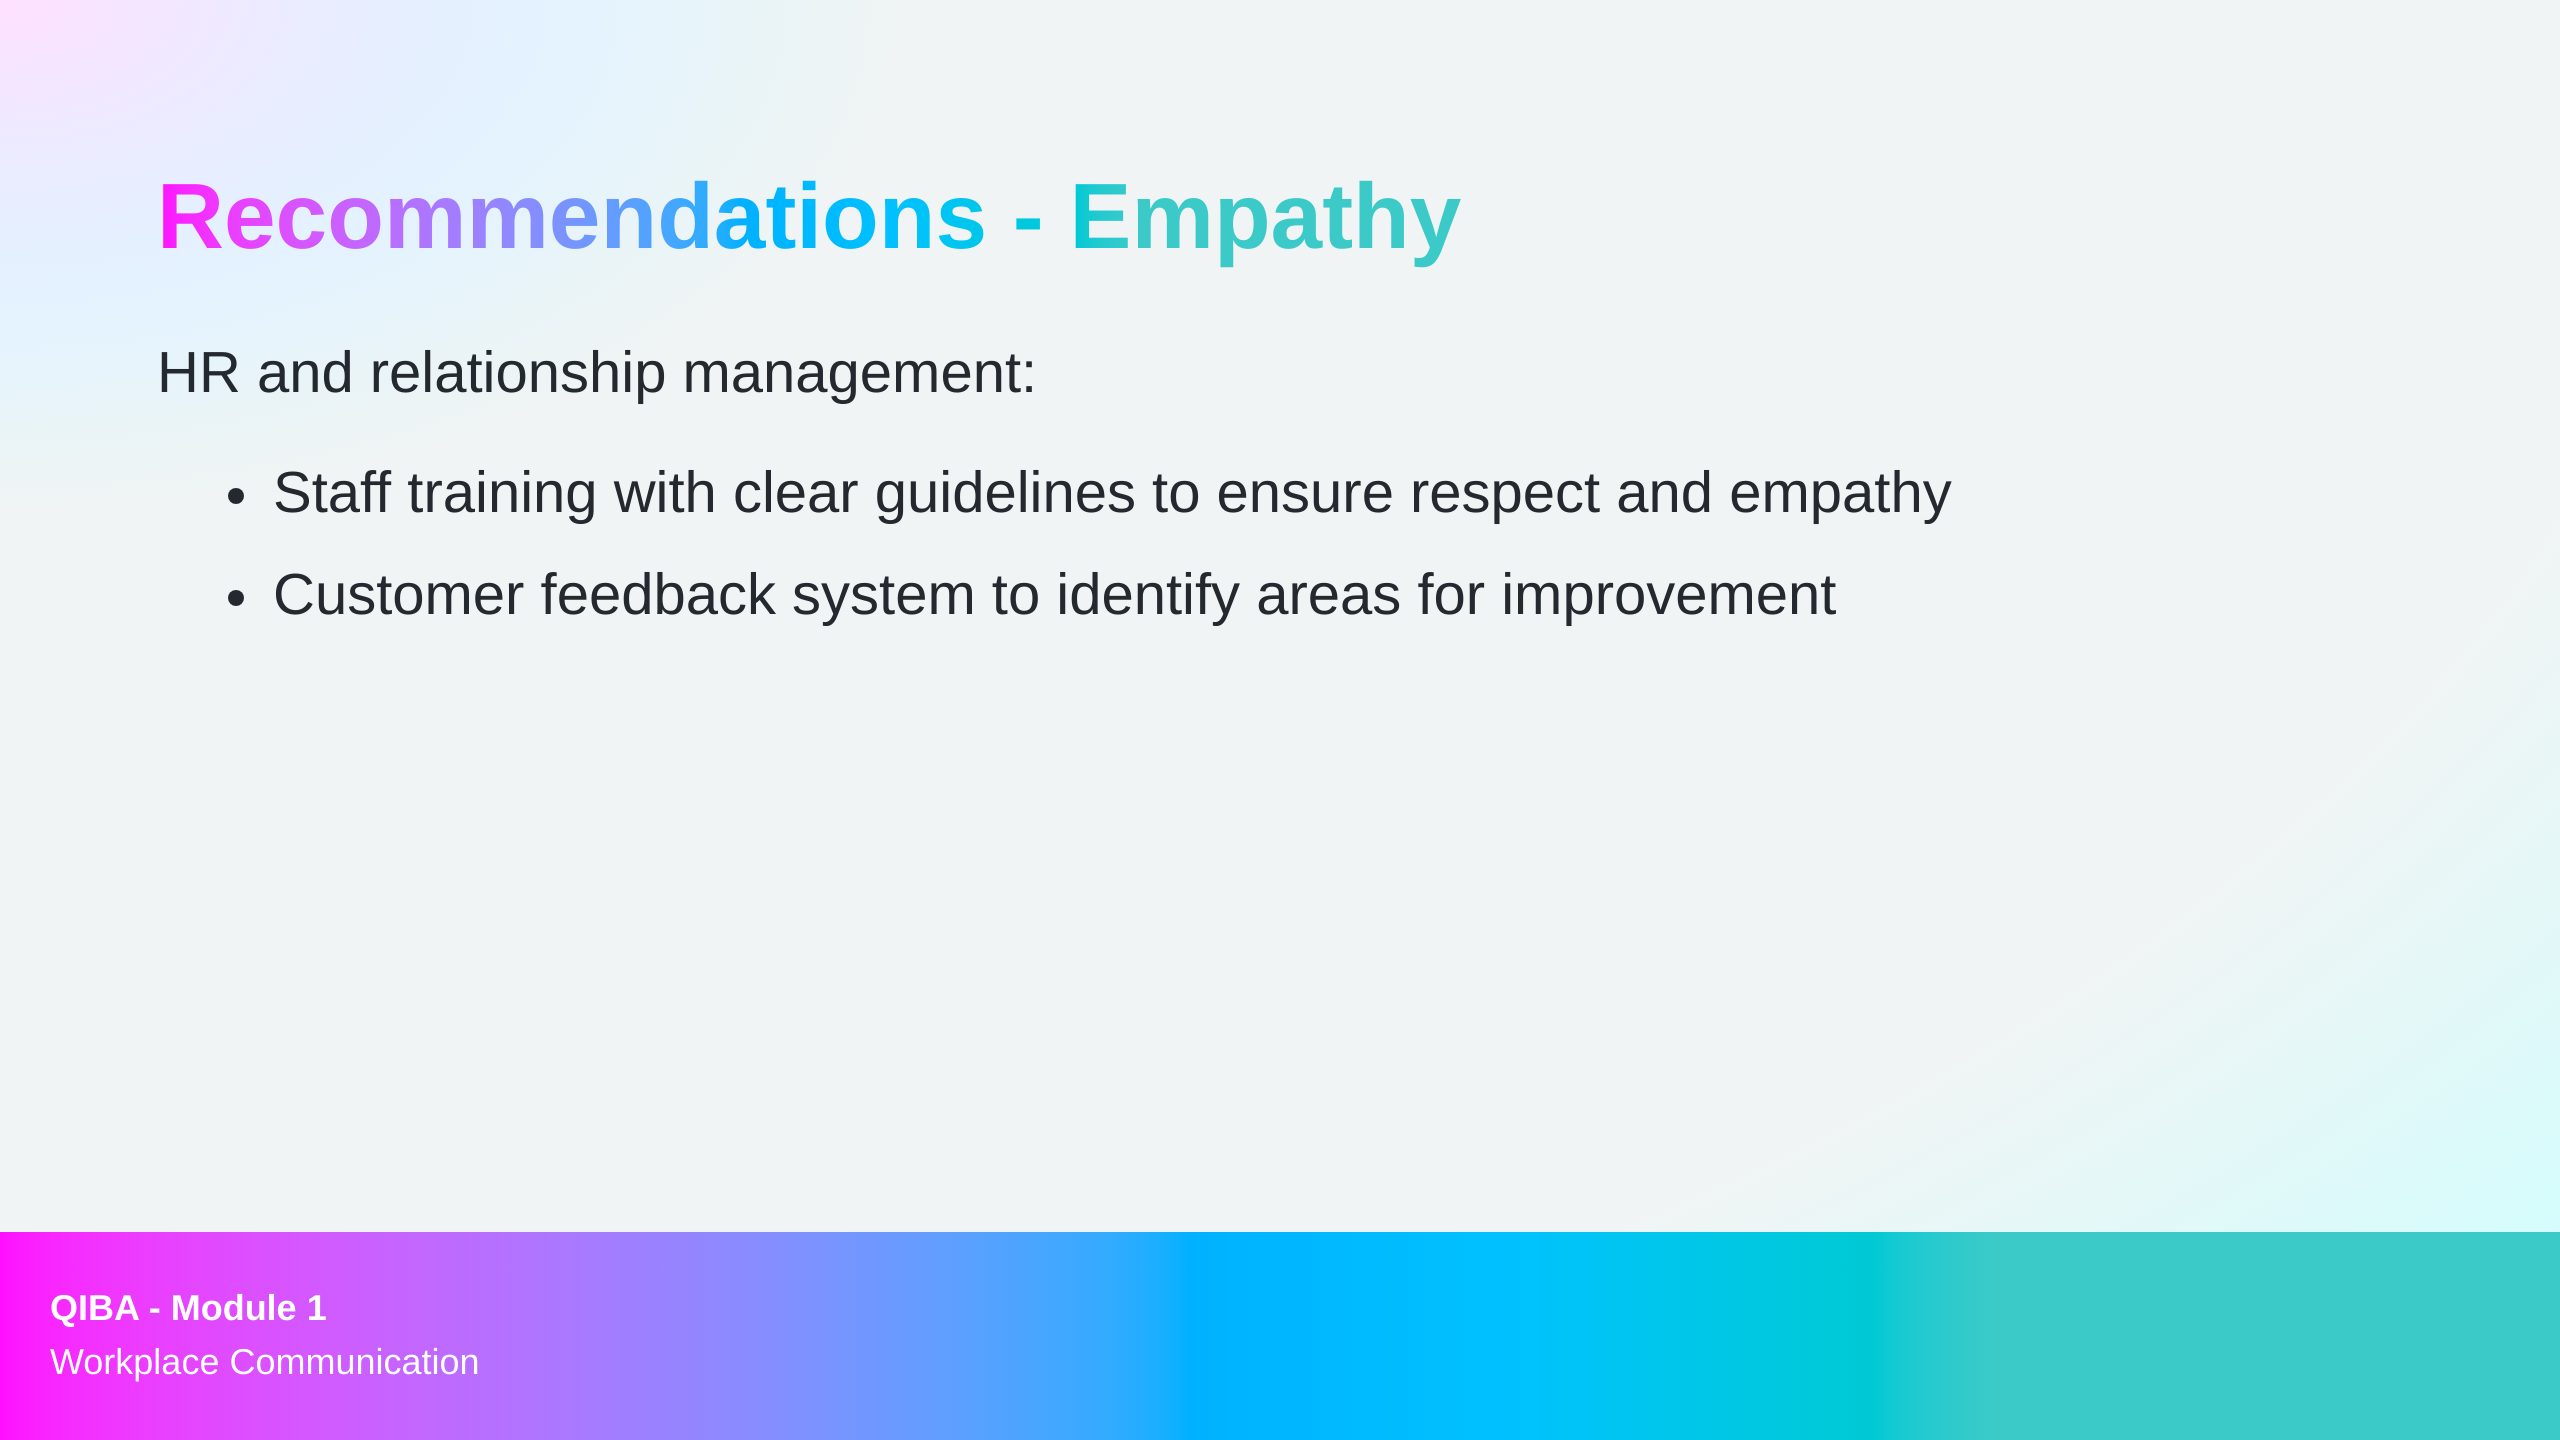 Recommendations - Empathy
HR and relationship management:
• Staff training with clear guidelines to ensure respect and empathy
• Customer feedback system to identify areas for improvement
QIBA - Module 1
Workplace Communication